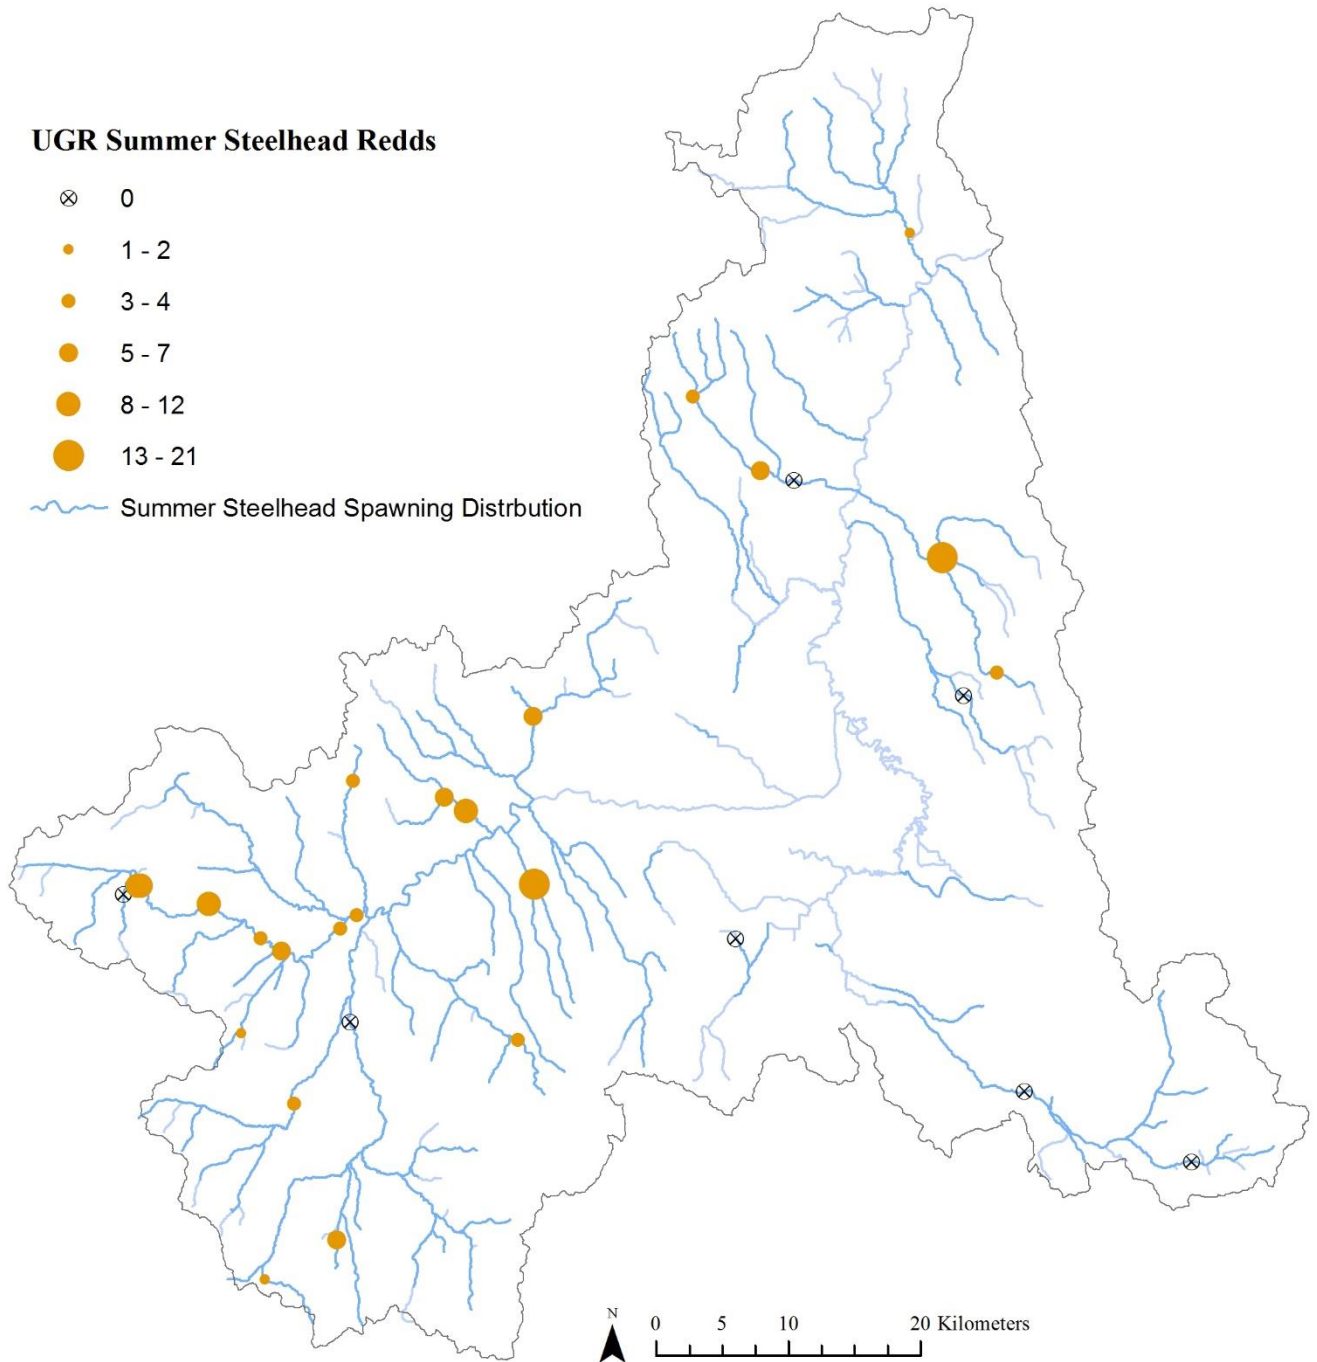 UGR Summer Steelhead Redds
0
1 - 2
3 - 4
5 - 7
8 - 12
13 - 21
Summer Steelhead Spawning Distrbution
N
0 5 10 20 Kilometers